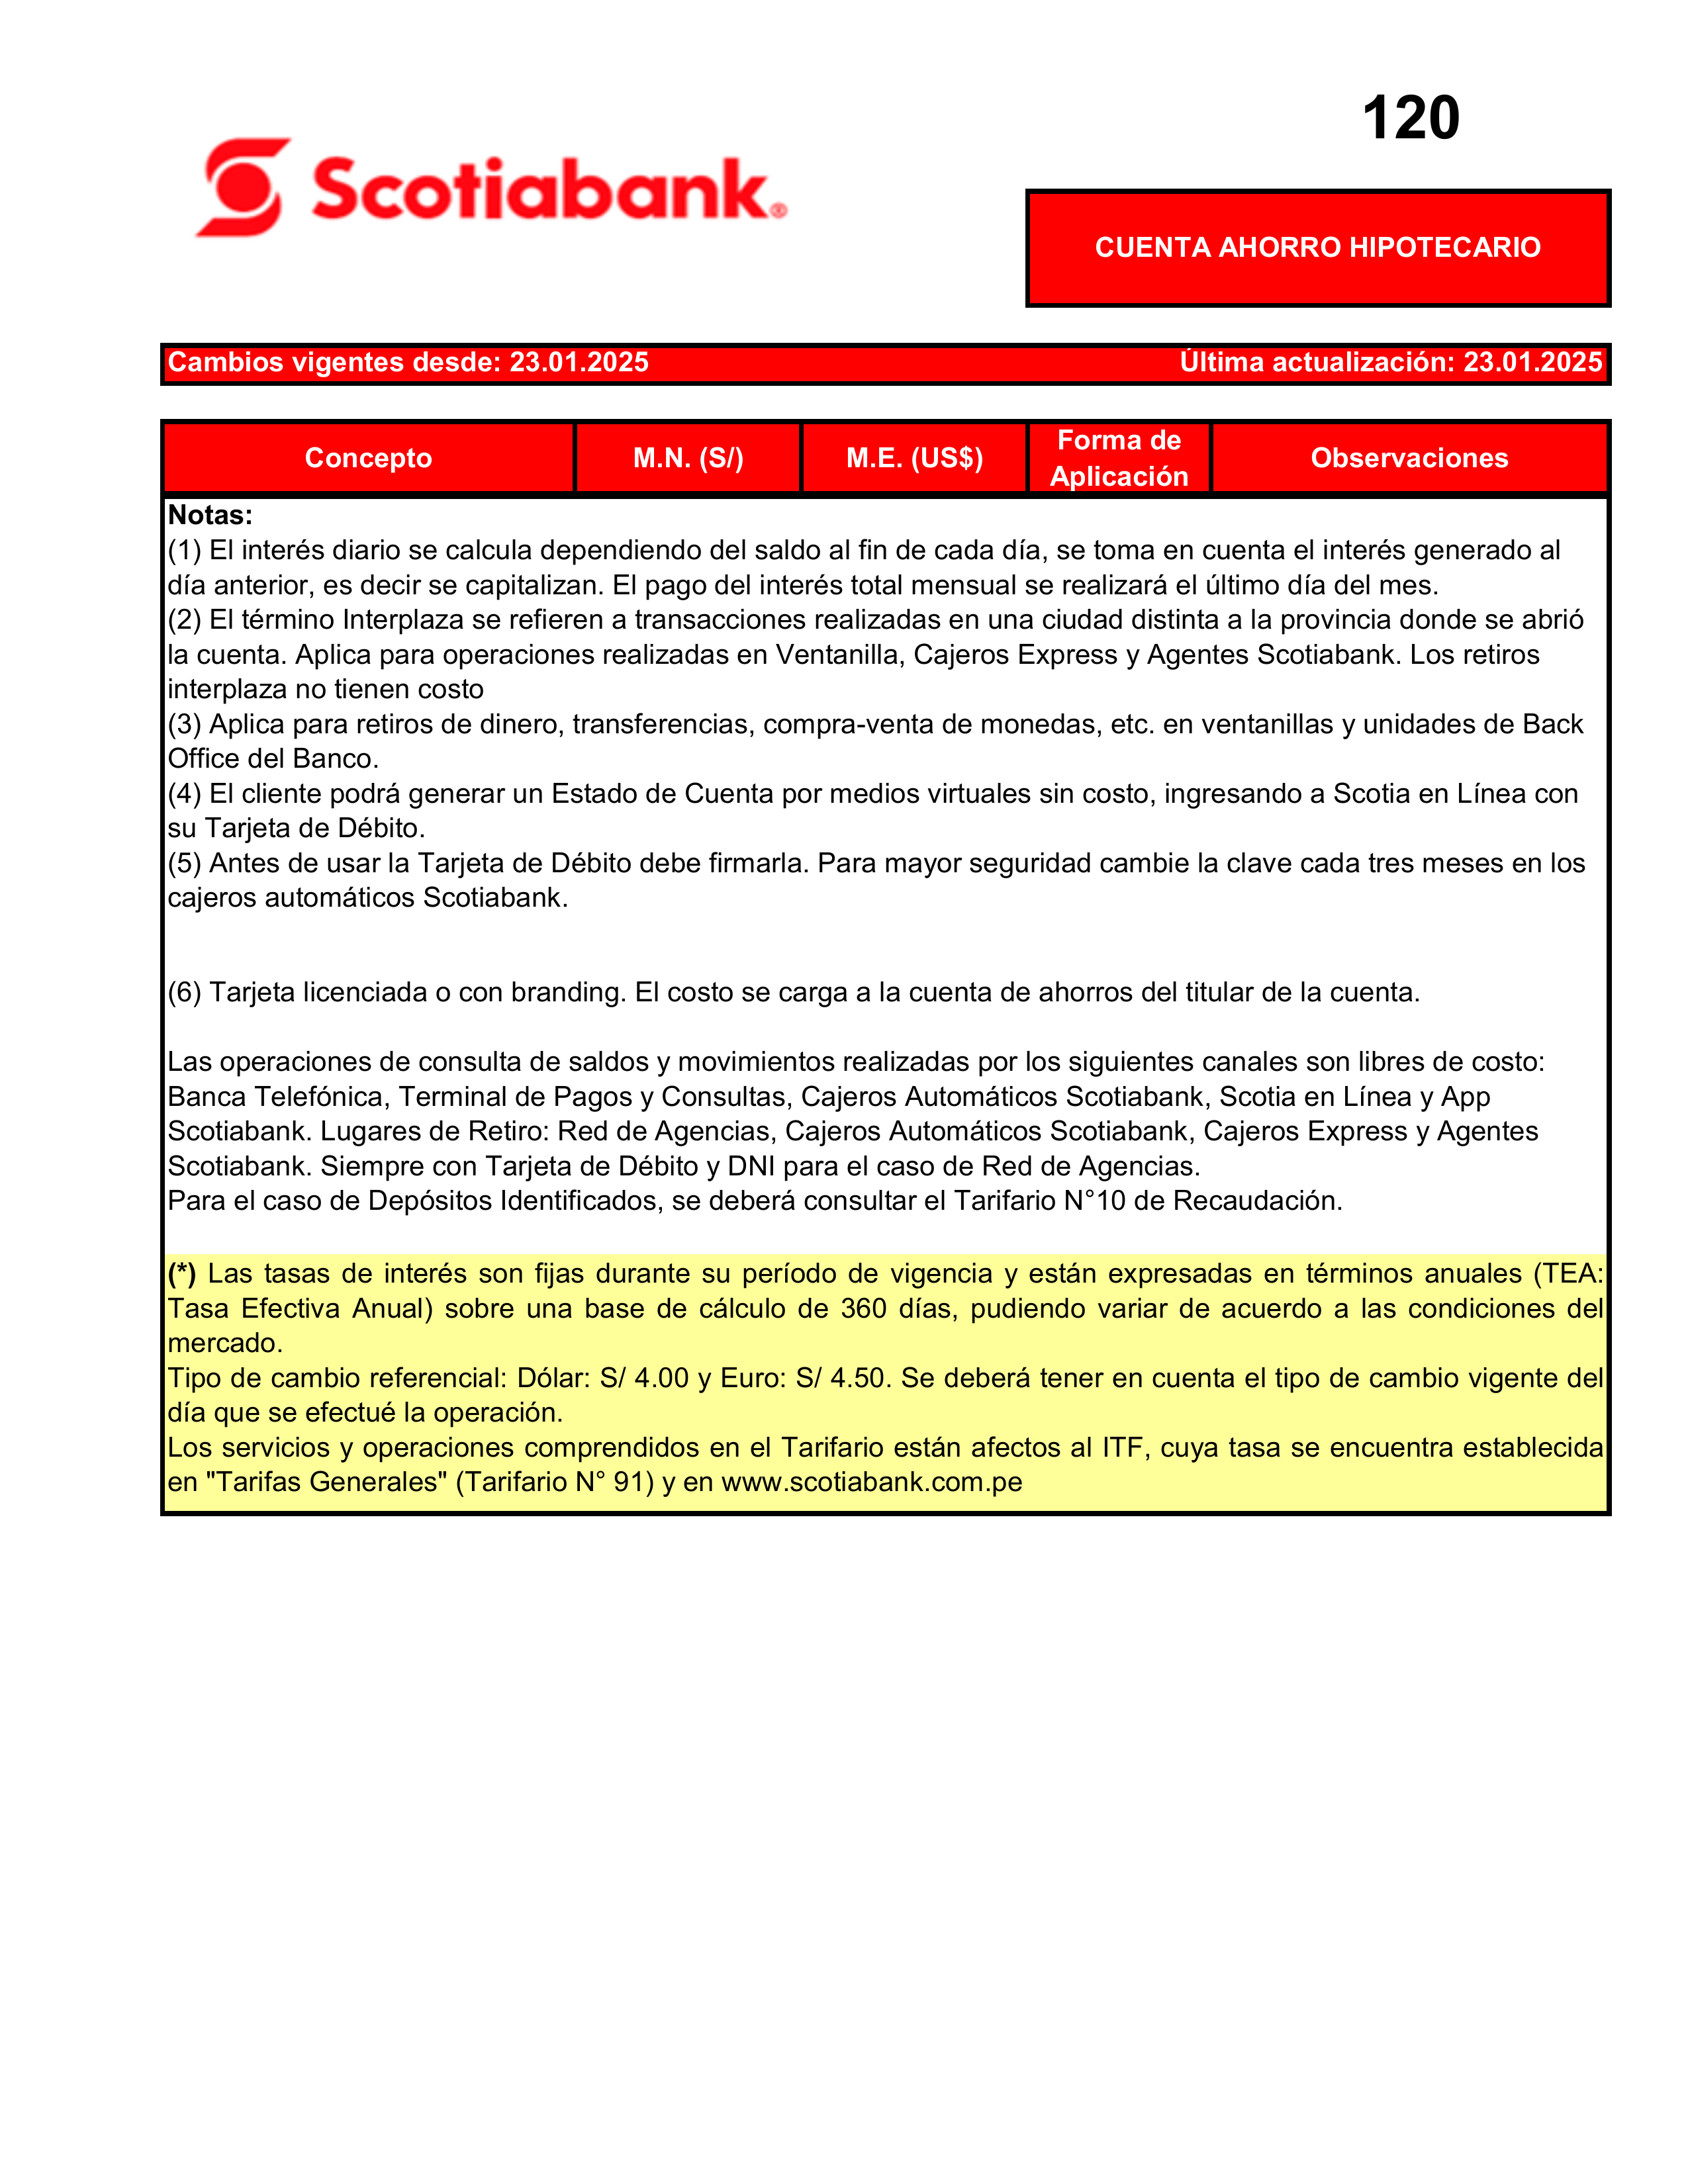 120
Scotiabank®
CUENTA AHORRO HIPOTECARIO
Cambios vigentes desde: 23.01.2025 Última actualización: 23.01.2025
Concepto M.N. (S/) M.E. (US$) Forma de Aplicación Observaciones
Notas:
(1) El interés diario se calcula dependiendo del saldo al fin de cada día, se toma en cuenta el interés generado al
día anterior, es decir se capitalizan. El pago del interés total mensual se realizará el último día del mes.
(2) El término Interplaza se refieren a transacciones realizadas en una ciudad distinta a la provincia donde se abrió
la cuenta. Aplica para operaciones realizadas en Ventanilla, Cajeros Express y Agentes Scotiabank. Los retiros
interplaza no tienen costo
(3) Aplica para retiros de dinero, transferencias, compra-venta de monedas, etc. en ventanillas y unidades de Back
Office del Banco.
(4) El cliente podrá generar un Estado de Cuenta por medios virtuales sin costo, ingresando a Scotia en Línea con
su Tarjeta de Débito.
(5) Antes de usar la Tarjeta de Débito debe firmarla. Para mayor seguridad cambie la clave cada tres meses en los
cajeros automáticos Scotiabank.
(6) Tarjeta licenciada o con branding. El costo se carga a la cuenta de ahorros del titular de la cuenta.
Las operaciones de consulta de saldos y movimientos realizadas por los siguientes canales son libres de costo:
Banca Telefónica, Terminal de Pagos y Consultas, Cajeros Automáticos Scotiabank, Scotia en Línea y App
Scotiabank. Lugares de Retiro: Red de Agencias, Cajeros Automáticos Scotiabank, Cajeros Express y Agentes
Scotiabank. Siempre con Tarjeta de Débito y DNI para el caso de Red de Agencias.
Para el caso de Depósitos Identificados, se deberá consultar el Tarifario N°10 de Recaudación.
(*) Las tasas de interés son fijas durante su período de vigencia y están expresadas en términos anuales (TEA:
Tasa Efectiva Anual) sobre una base de cálculo de 360 días, pudiendo variar de acuerdo a las condiciones del
mercado.
Tipo de cambio referencial: Dólar: S/ 4.00 y Euro: S/ 4.50. Se deberá tener en cuenta el tipo de cambio vigente del
día que se efectué la operación.
Los servicios y operaciones comprendidos en el Tarifario están afectos al ITF, cuya tasa se encuentra establecida
en "Tarifas Generales" (Tarifario N° 91) y en www.scotiabank.com.pe